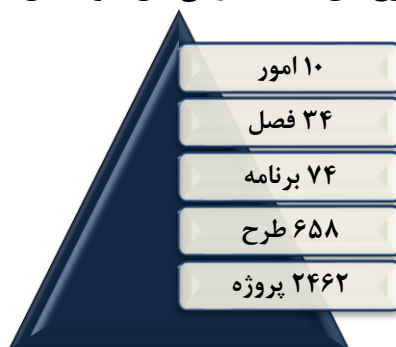 ۱۰ امور
۳۴ فصل
۷۴ برنامه
۶۵۸ طرح
۲۴۶۲ پروژه